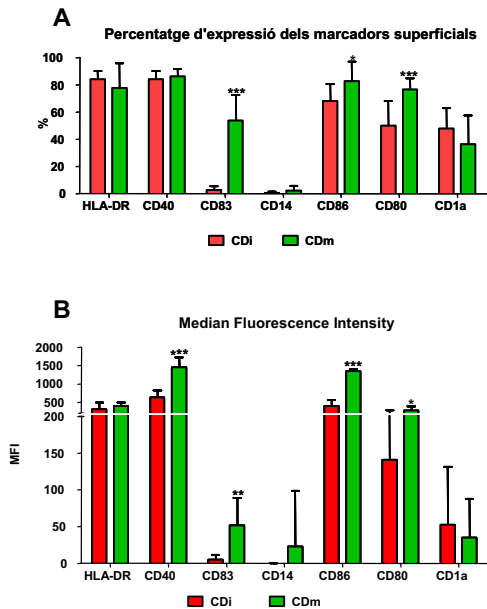 A
Percentatge d'expressió dels marcadors superficials
***
*
***
100
80
60
40
20
0
%
HLA-DR CD40 CD83 CD14 CD86 CD80 CD1a
CDi CDm
B
Median Fluorescence Intensity
***
**
***
*
2000
1500
1000
500
200
150
100
50
0
MFI
HLA-DR CD40 CD83 CD14 CD86 CD80 CD1a
CDi CDm